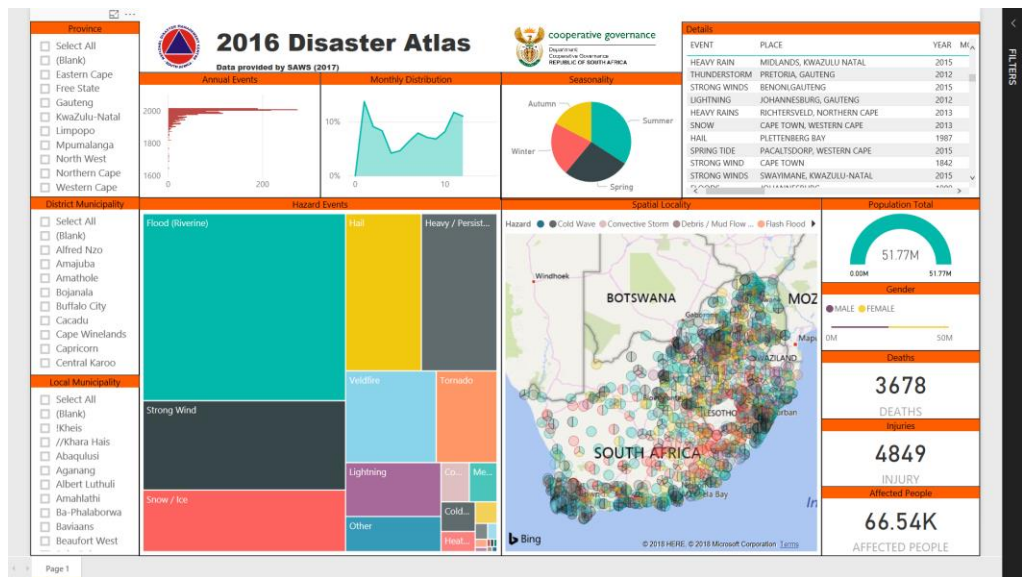 2016 Disaster Atlas
Data provided by SAWS (2017)
cooperative governance
Department:
Cooperative Governance
REPUBLIC OF SOUTH AFRICA
Province
Select All
(Blank)
Eastern Cape
Free State
Gauteng
KwaZulu-Natal
Limpopo
Mpumalanga
North West
Northern Cape
Western Cape
District Municipality
Select All
(Blank)
Alfred Nzo
Amajuba
Amathole
Bojanala
Buffalo City
Cacadu
Cape Winelands
Capricorn
Central Karoo
Local Municipality
Select All
(Blank)
!Kheis
//Khara Hais
Abaqulusi
Aganang
Albert Luthuli
Amahlathi
Ba-Phalaborwa
Baviaans
Beaufort West
Annual Events
2000
1800
1600
0
200
Monthly Distribution
10%
0%
0
10
Seasonality
Autumn
Summer
Winter
Spring
Details
EVENT PLACE YEAR
HEAVY RAIN MIDLANDS, KWAZULU NATAL 2015
THUNDERSTORM PRETORIA, GAUTENG 2012
STRONG WINDS BENONI,GAUTENG 2015
LIGHTNING JOHANNESBURG, GAUTENG 2012
HEAVY RAINS RICHTERSVELD, NORTHERN CAPE 2013
SNOW CAPE TOWN, WESTERN CAPE 2013
HAIL PLETTENBERG BAY 1987
SPRING TIDE PACALTSDORP, WESTERN CAPE 2015
STRONG WIND CAPE TOWN 1842
STRONG WINDS SWAYIMANE, KWAZULU-NATAL 2015
Hazard Events
Flood (Riverine)
Hail
Heavy / Persist...
Strong Wind
Veldfire
Tornado
Snow / Ice
Lightning
Co...
Me...
Cold...
Other
Heat...
Spatial Locality
Hazard Cold Wave Convective Storm Debris / Mud Flow ... Flash Flood
Windhoek
BOTSWANA
MOZ
SOUTH AFRICA
LESOTHO
Bing
© 2018 HERE, © 2018 Microsoft Corporation Terms
Population Total
51.77M
0.00M
51.77M
Gender
MALE FEMALE
0M
50M
Deaths
3678
DEATHS
Injuries
4849
INJURY
Affected People
66.54K
AFFECTED PEOPLE
FILTERS
Page 1